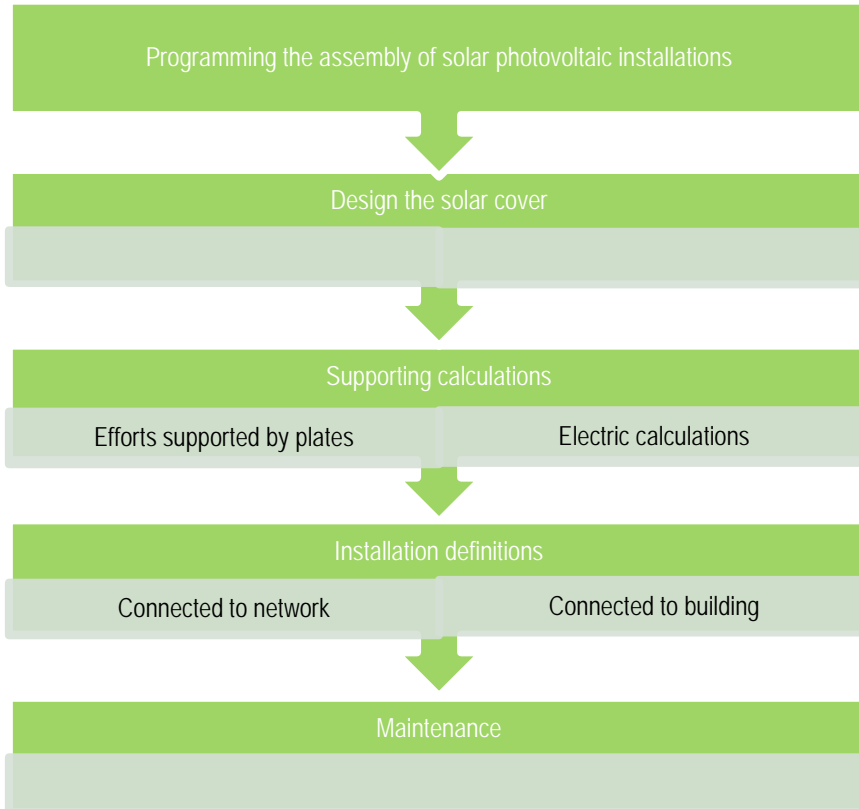 Programming the assembly of solar photovoltaic installations
Design the solar cover
Supporting calculations
Efforts supported by plates
Electric calculations
Installation definitions
Connected to network
Connected to building
Maintenance